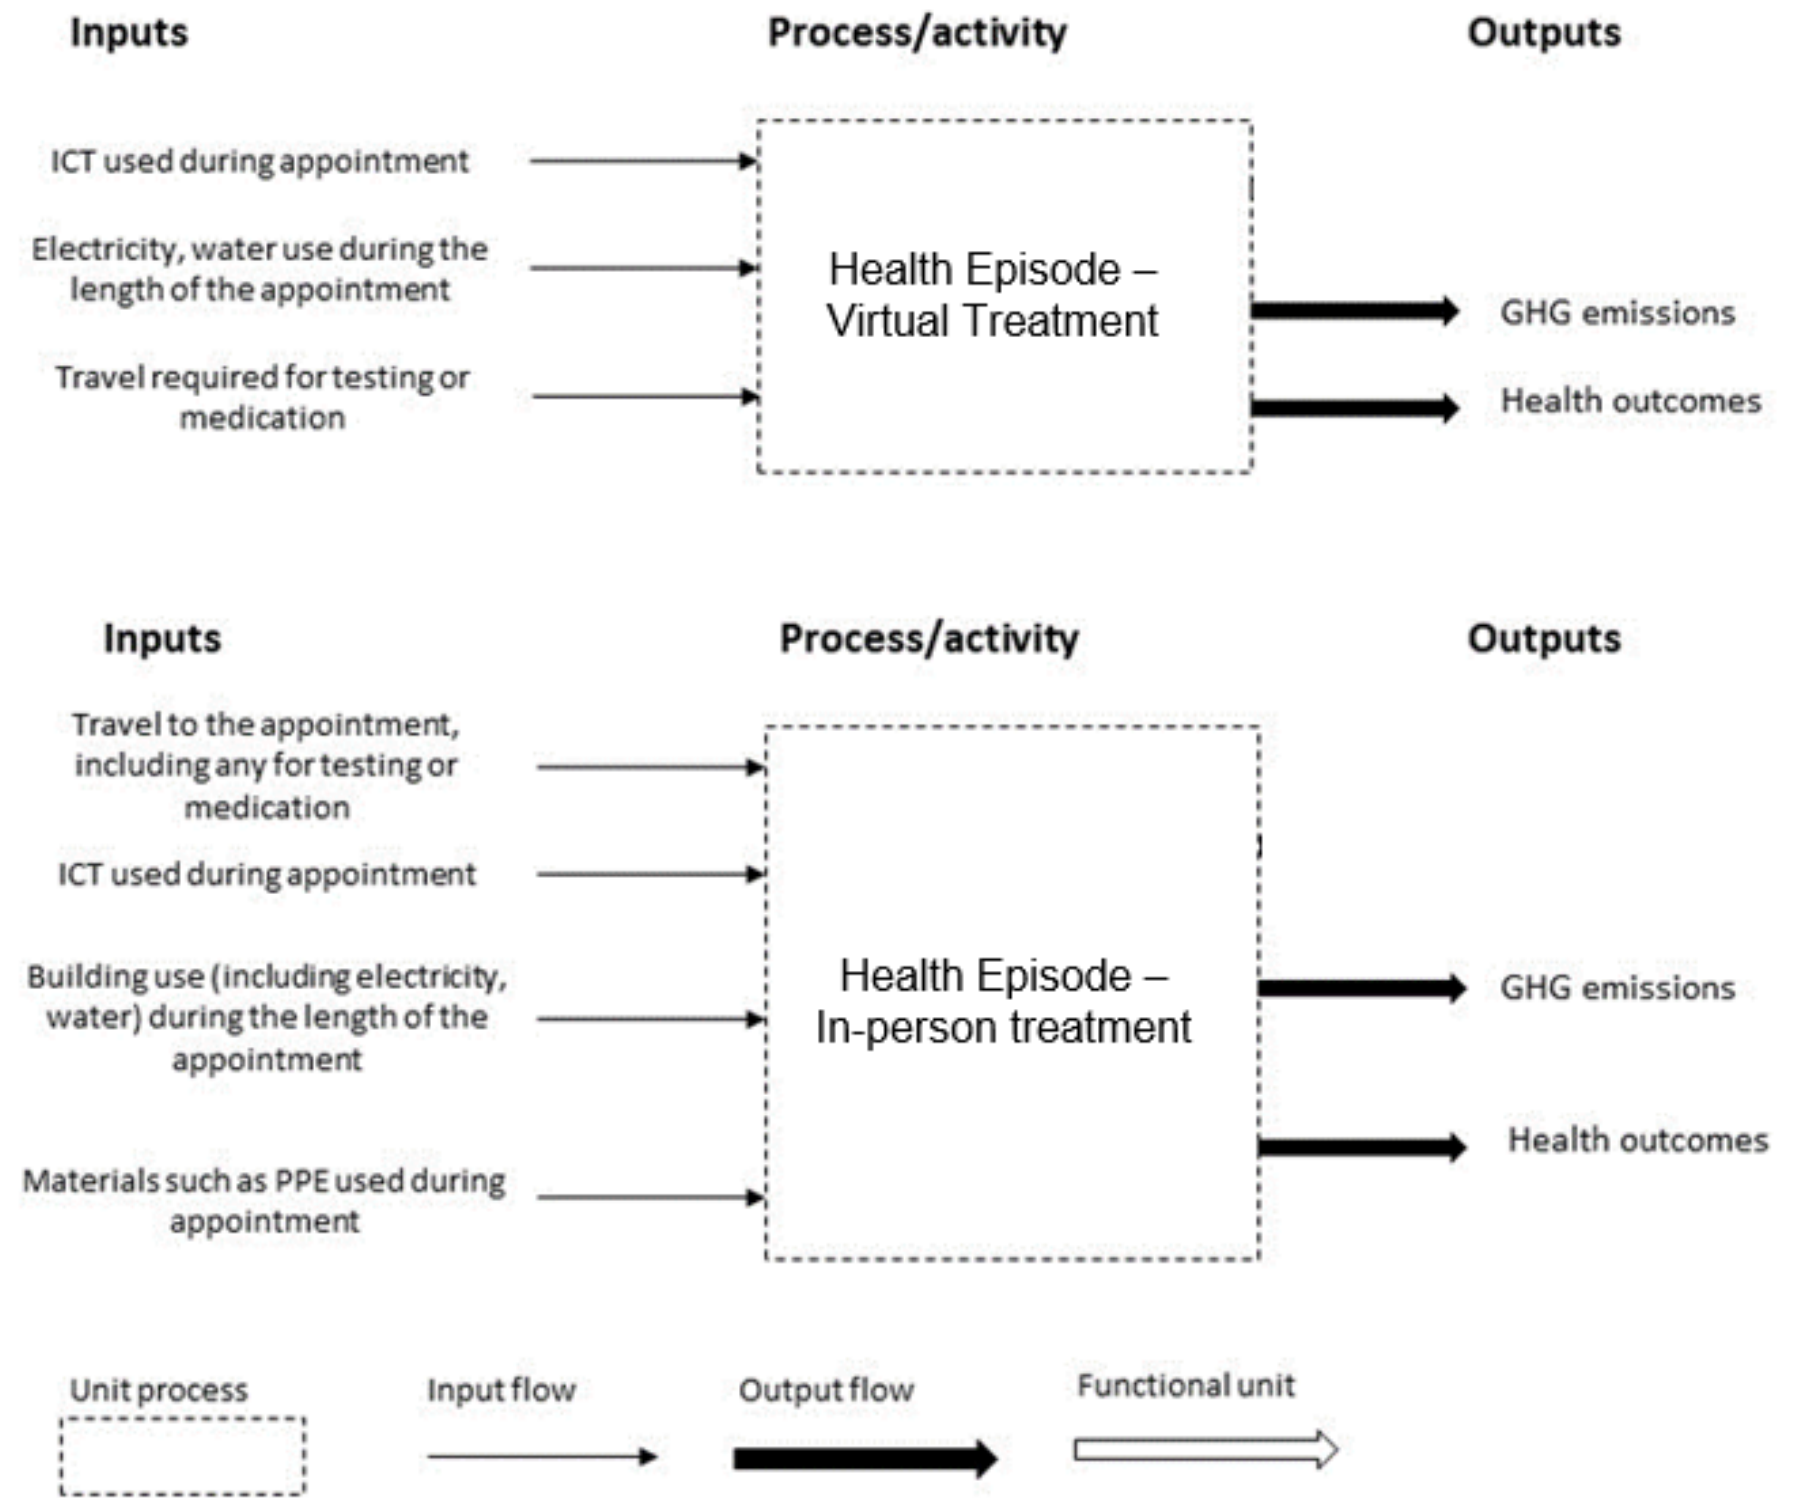 Inputs
Process/activity
Outputs
ICT used during appointment
Electricity, water use during the
length of the appointment
Travel required for testing or
medication
Health Episode –
Virtual Treatment
GHG emissions
Health outcomes
Inputs
Process/activity
Outputs
Travel to the appointment,
including any for testing or
medication
ICT used during appointment
Building use (including electricity,
water) during the length of the
appointment
Materials such as PPE used during
appointment
Health Episode –
In-person treatment
GHG emissions
Health outcomes
Unit process
Input flow
Output flow
Functional unit